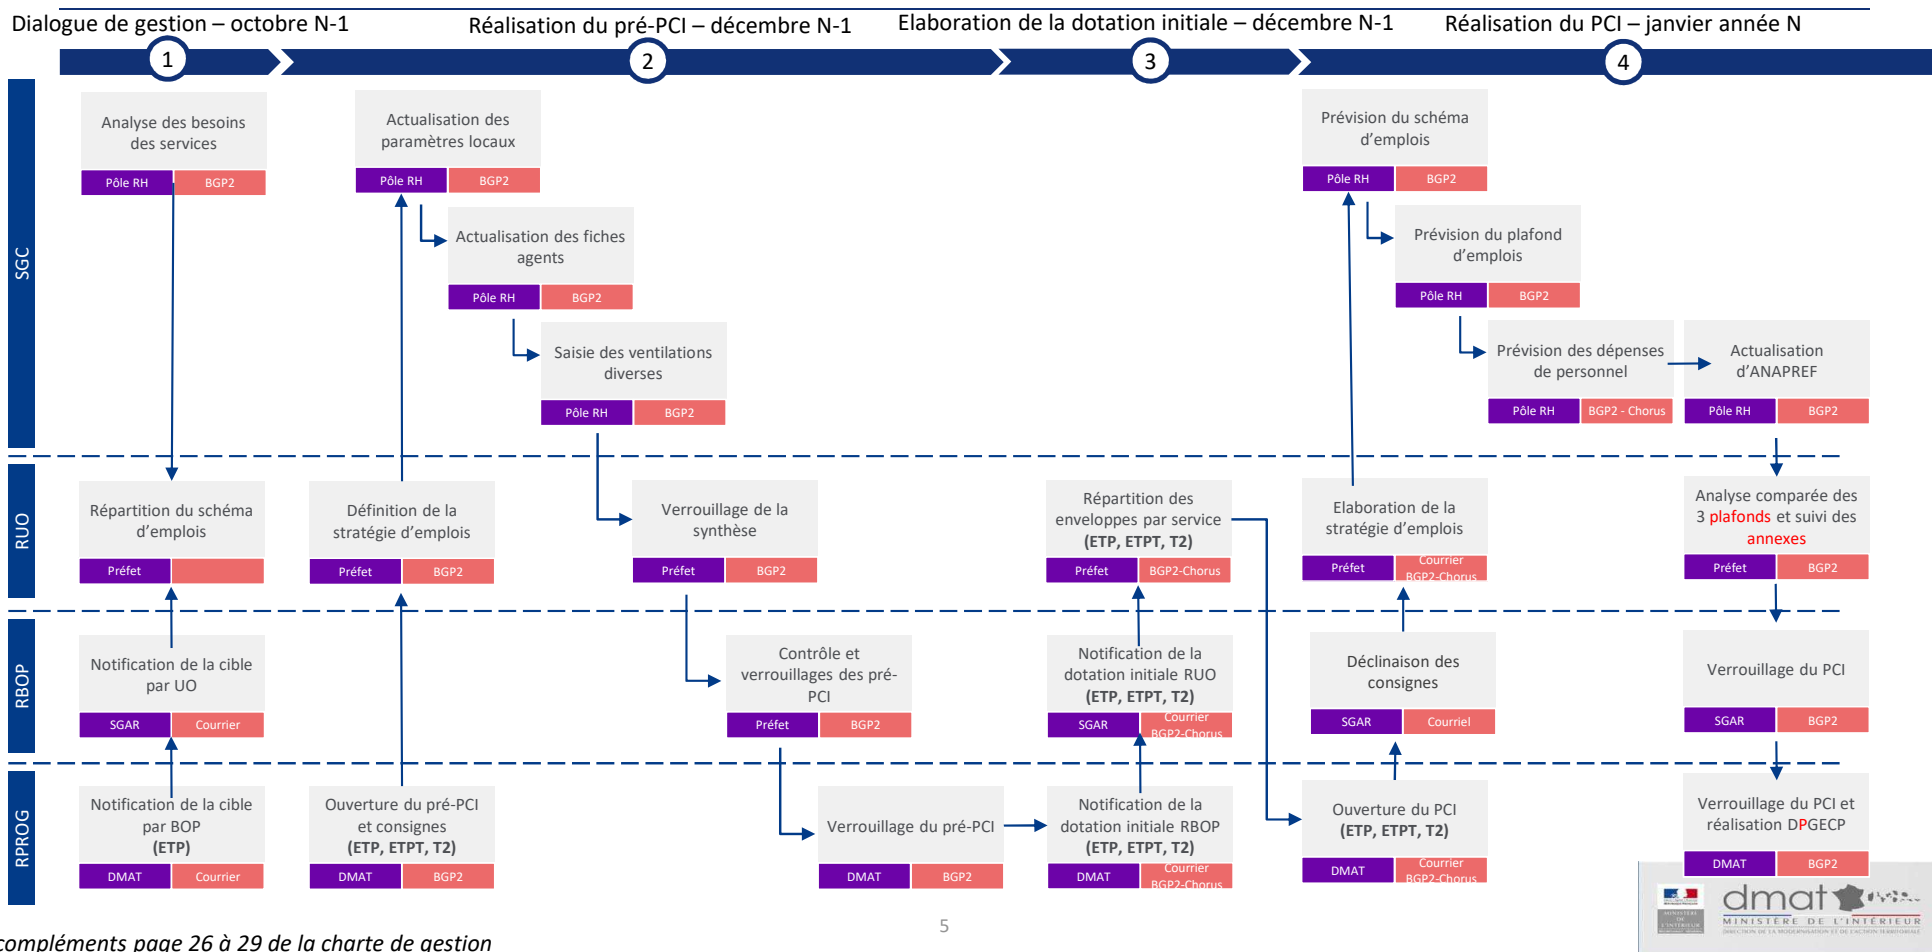 Dialogue de gestion – octobre N-1
Réalisation du pré-PCI – décembre N-1
Elaboration de la dotation initiale – décembre N-1
Réalisation du PCI – janvier année N
1
2
3
4
SGC
Analyse des besoins
des services
Pôle RH
BGP2
Actualisation des
paramètres locaux
Pôle RH
BGP2
Actualisation des fiches
agents
Pôle RH
BGP2
Saisie des ventilations
diverses
Pôle RH
BGP2
Prévision du schéma
d'emplois
Pôle RH
BGP2
Prévision du plafond
d'emplois
Pôle RH
BGP2
Prévision des dépenses
de personnel
Pôle RH
BGP2 - Chorus
Actualisation
d'ANAPREF
Pôle RH
BGP2
RUO
Répartition du schéma
d'emplois
Préfet
Définition de la
stratégie d'emplois
Préfet
BGP2
Verrouillage de la
synthèse
Préfet
BGP2
Répartition des
enveloppes par service
(ETP, ETPT, T2)
Préfet
BGP2-Chorus
Elaboration de la
stratégie d'emplois
Préfet
Courrier
BGP2-Chorus
Analyse comparée des
3 plafonds et suivi des
annexes
Préfet
BGP2
RBOP
Notification de la cible
par UO
SGAR
Courrier
Contrôle et
verrouillages des pré-
PCI
Préfet
BGP2
Notification de la
dotation initiale RUO
(ETP, ETPT, T2)
SGAR
Courrier
BGP2-Chorus
Déclinaison des
consignes
SGAR
Courriel
Verrouillage du PCI
SGAR
BGP2
RPROG
Notification de la cible
par BOP
(ETP)
DMAT
Courrier
Ouverture du pré-PCI
et consignes
(ETP, ETPT, T2)
DMAT
BGP2
Verrouillage du pré-PCI
DMAT
BGP2
Notification de la
dotation initiale RBOP
(ETP, ETPT, T2)
DMAT
Courrier
BGP2-Chorus
Ouverture du PCI
(ETP, ETPT, T2)
DMAT
Courrier
BGP2-Chorus
Verrouillage du PCI et
réalisation DPGECP
DMAT
BGP2
5
compléments page 26 à 29 de la charte de gestion
MINISTÈRE
DE
L'INTÉRIEUR
dmat
MINISTÈRE DE L'INTÉRIEUR
DIRECTION DE LA MODERNISATION ET DE L'ACTION TERRITORIALE